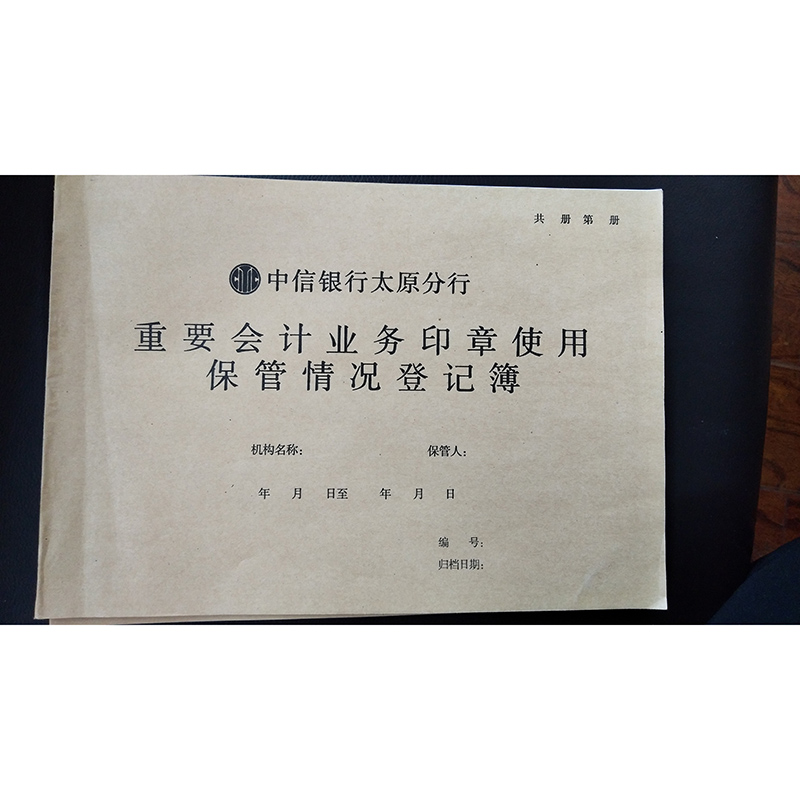 共 册 第 册
中信银行太原分行
重要会计业务印章使用
保管情况登记簿
机构名称： 保管人：
年 月 日至 年 月 日
编 号：
归档日期：